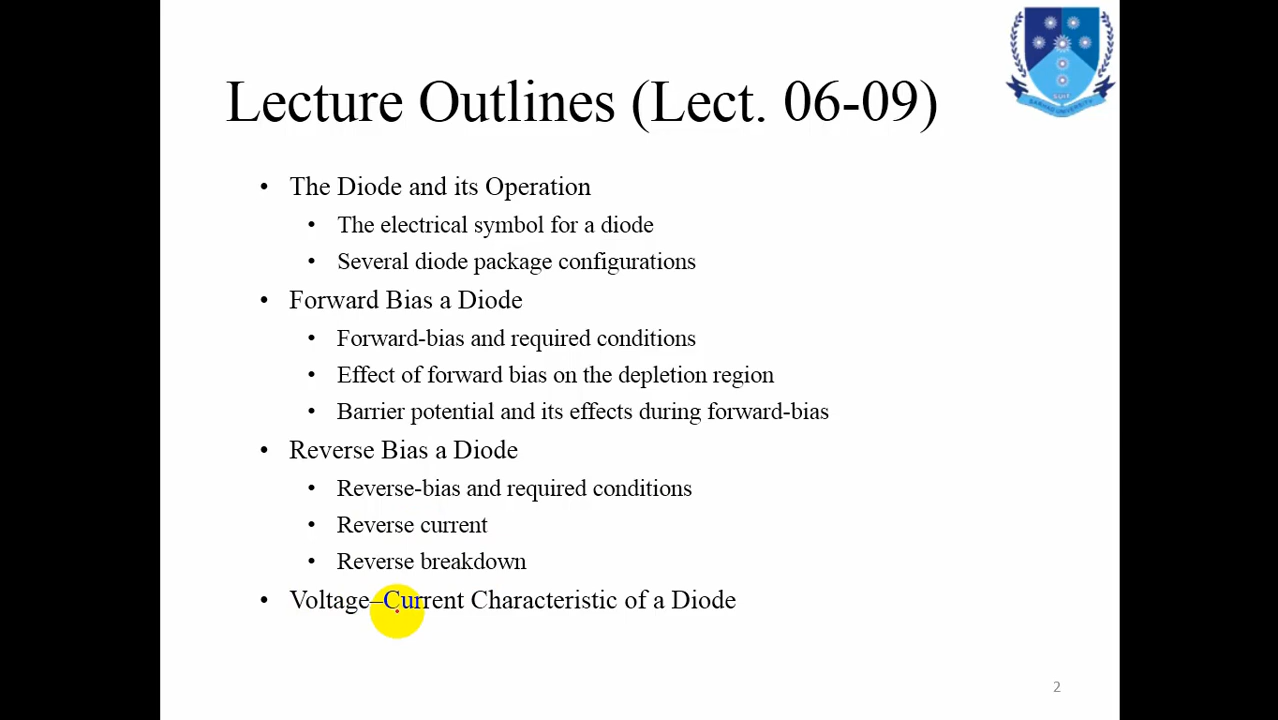 Lecture Outlines (Lect. 06-09)
• The Diode and its Operation
• The electrical symbol for a diode
• Several diode package configurations
• Forward Bias a Diode
• Forward-bias and required conditions
• Effect of forward bias on the depletion region
• Barrier potential and its effects during forward-bias
• Reverse Bias a Diode
• Reverse-bias and required conditions
• Reverse current
• Reverse breakdown
• Voltage–Current Characteristic of a Diode
SUIT
SARHAD UNIVERSITY
2